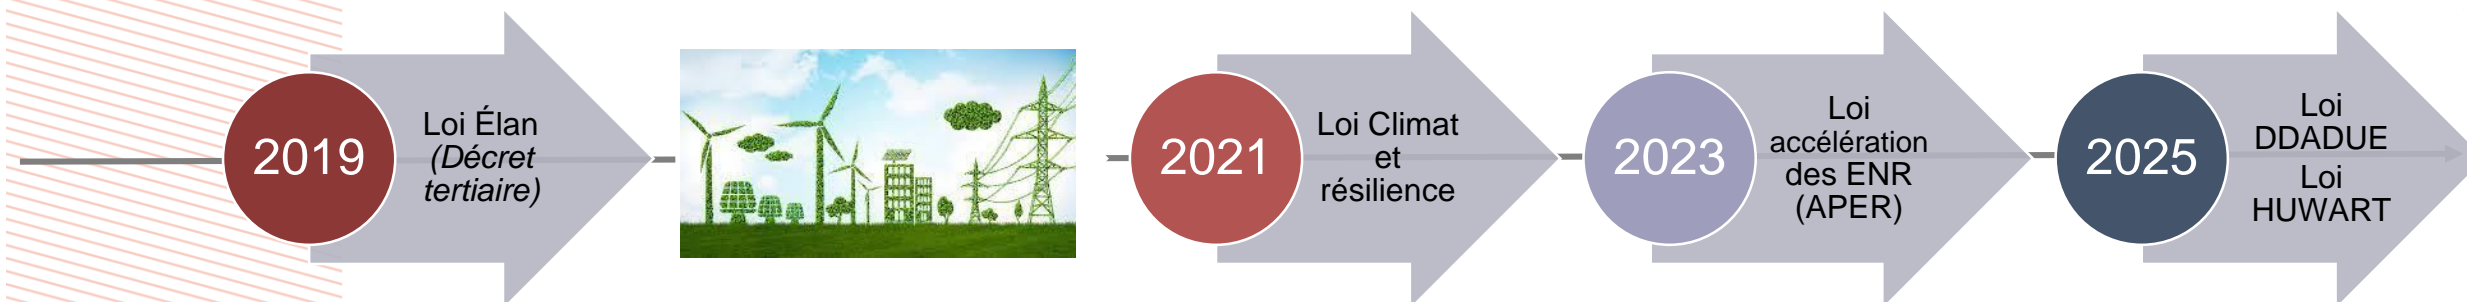 2019
Loi Élan
(Décret
tertiaire)
2021
Loi Climat
et
résilience
2023
Loi
accélération
des ENR
(APER)
2025
Loi
DDADUE
Loi
HUWART